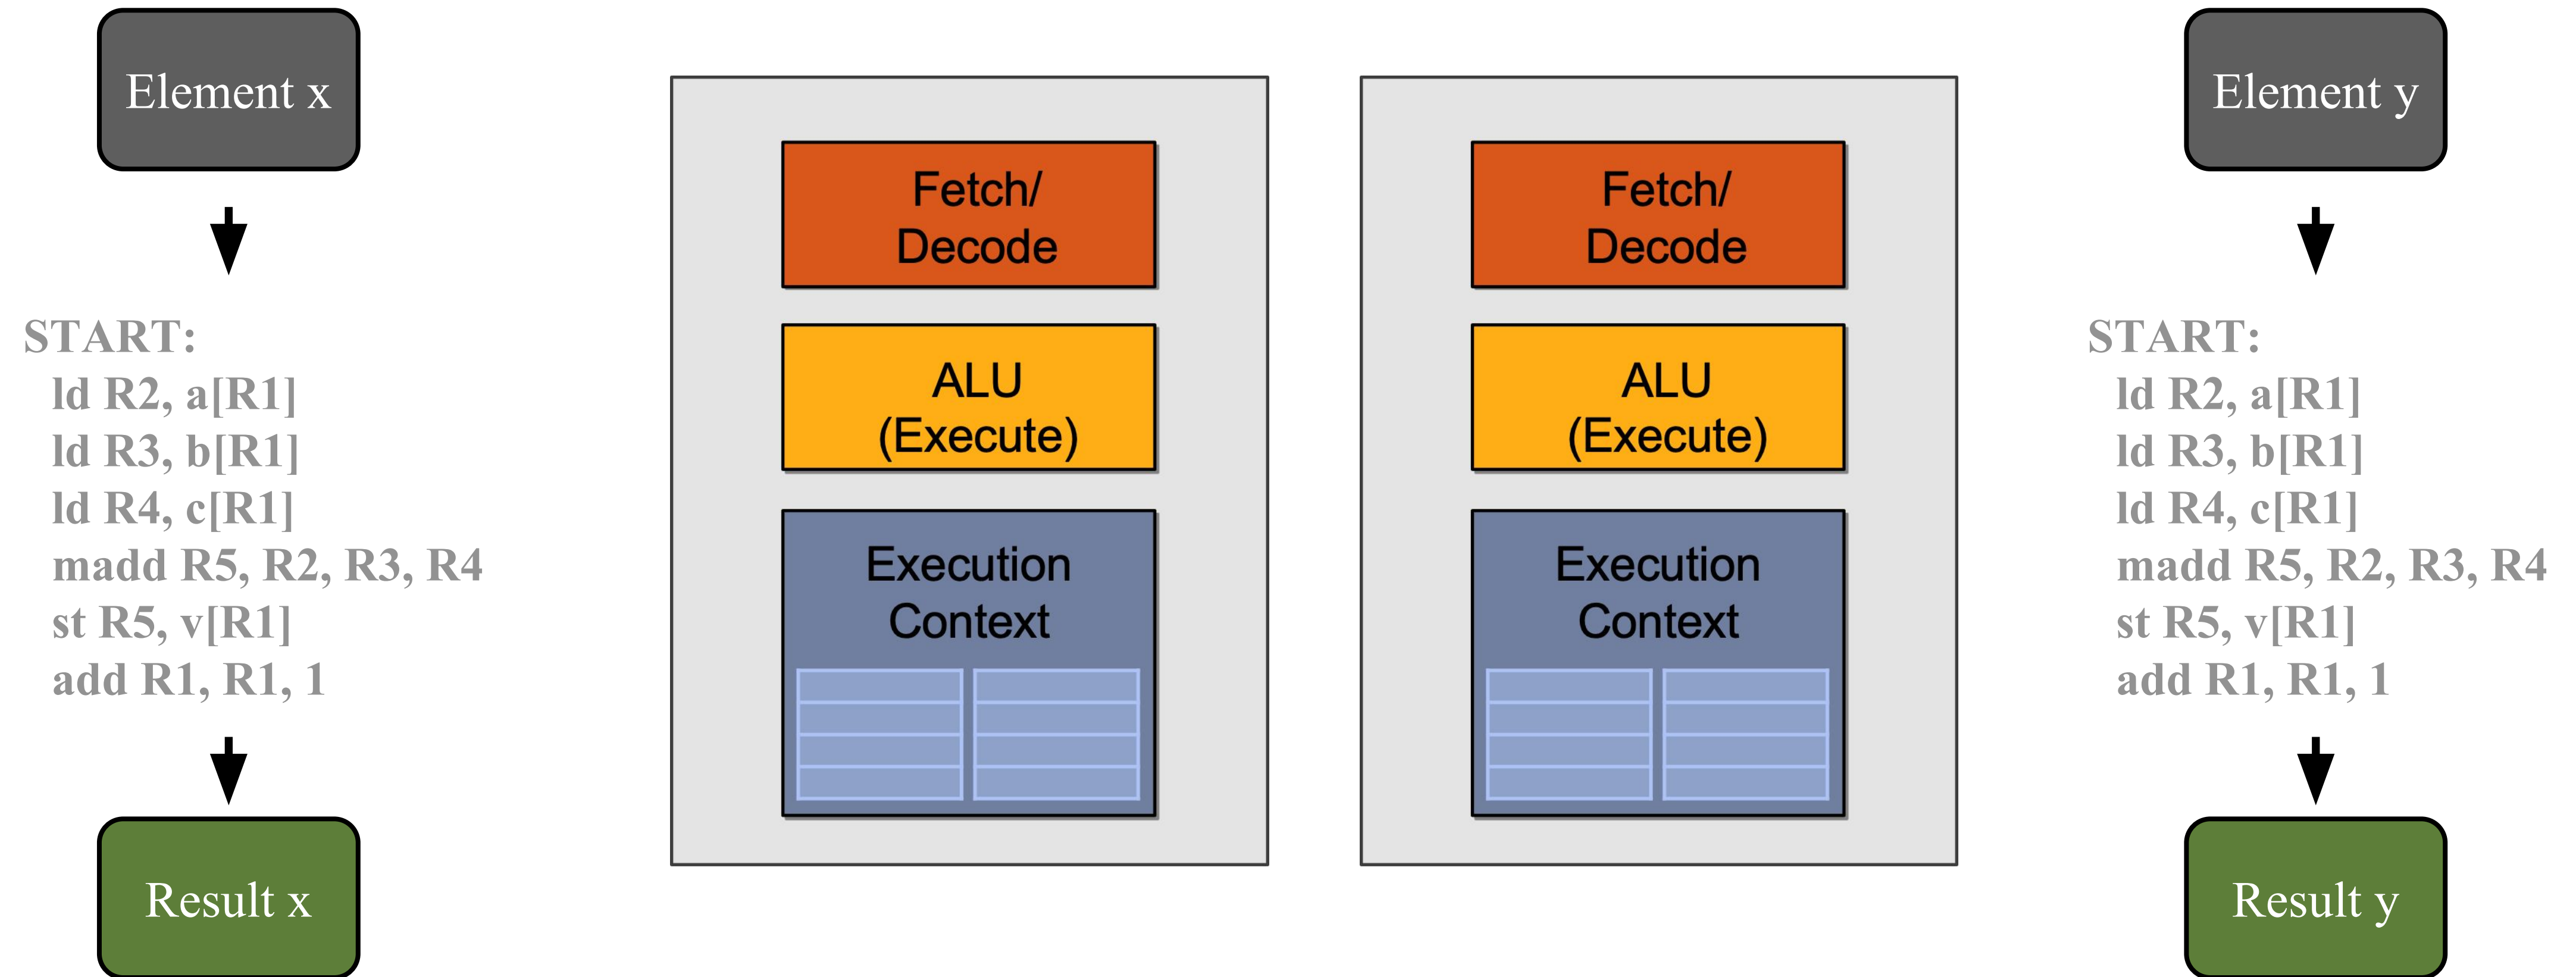 Element x
START:
ld R2, a[R1]
ld R3, b[R1]
ld R4, c[R1]
madd R5, R2, R3, R4
st R5, v[R1]
add R1, R1, 1
Result x
Fetch/
Decode
ALU
(Execute)
Execution
Context
Fetch/
Decode
ALU
(Execute)
Execution
Context
Element y
START:
ld R2, a[R1]
ld R3, b[R1]
ld R4, c[R1]
madd R5, R2, R3, R4
st R5, v[R1]
add R1, R1, 1
Result y